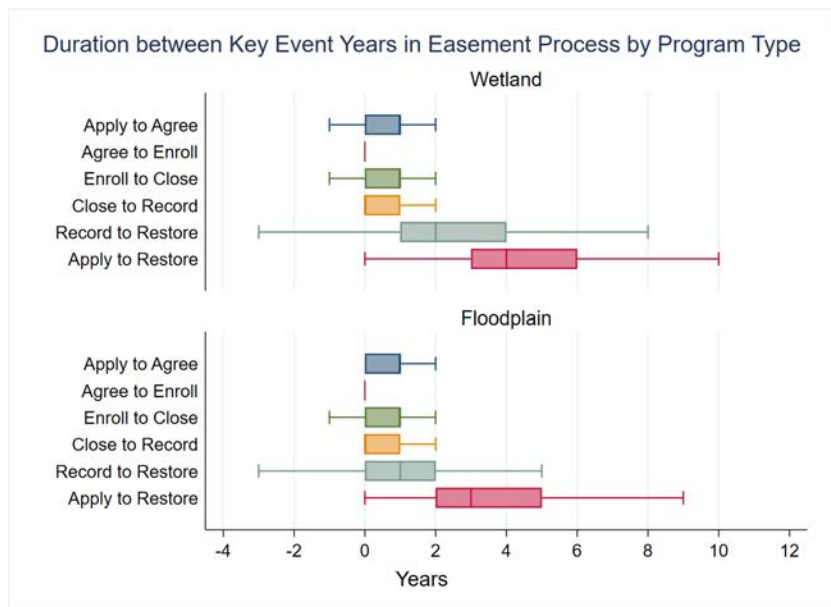 Duration between Key Event Years in Easement Process by Program Type
Wetland
Apply to Agree
Agree to Enroll
Enroll to Close
Close to Record
Record to Restore
Apply to Restore
Floodplain
Apply to Agree
Agree to Enroll
Enroll to Close
Close to Record
Record to Restore
Apply to Restore
-4 -2 0 2 4 6 8 10 12
Years